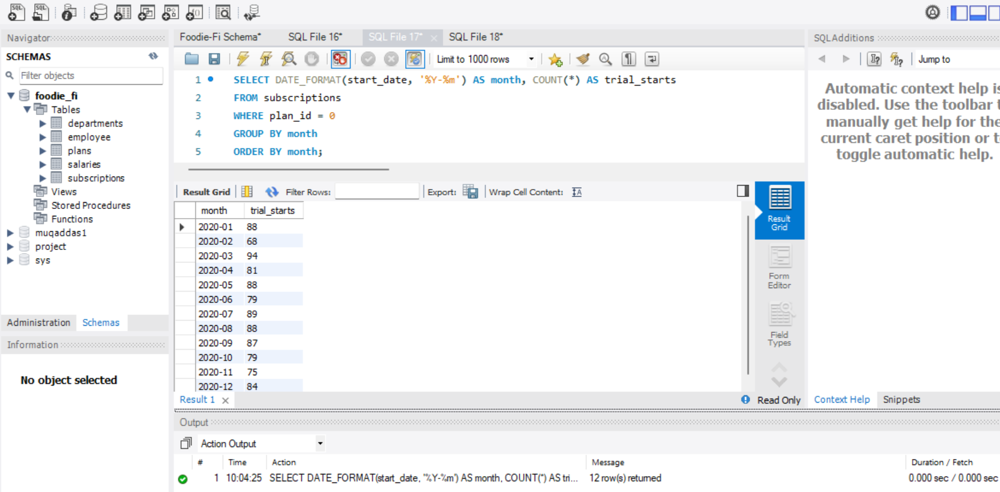 Navigator
SCHEMAS
Filter objects
foodie_fi
Tables
departments
employee
plans
salaries
subscriptions
Views
Stored Procedures
Functions
muqaddas1
project
sys
Administration Schemas
Information
No object selected
Foodie-Fi Schema* SQL File 16* SQL File 17* SQL File 18*
Limit to 1000 rows
1 SELECT DATE_FORMAT(start_date, '%Y-%m') AS month, COUNT(*) AS trial_starts
2 FROM subscriptions
3 WHERE plan_id = 0
4 GROUP BY month
5 ORDER BY month;
Result Grid Filter Rows: Export: Wrap Cell Content:
month trial_starts
2020-01 88
2020-02 68
2020-03 94
2020-04 81
2020-05 88
2020-06 79
2020-07 89
2020-08 88
2020-09 87
2020-10 79
2020-11 75
2020-12 84
Result
Grid
Form
Editor
Field
Types
Result 1 Read Only
SQLAdditions
Jump to
Automatic context help is
disabled. Use the toolbar t
manually get help for the
current caret position or t
toggle automatic help.
Context Help Snippets
Output
Action Output
# Time Action Message Duration / Fetch
1 10:04:25 SELECT DATE_FORMAT(start_date, '%Y-%m') AS month, COUNT(*) AS tri... 12 row(s) returned 0.000 sec / 0.000 sec